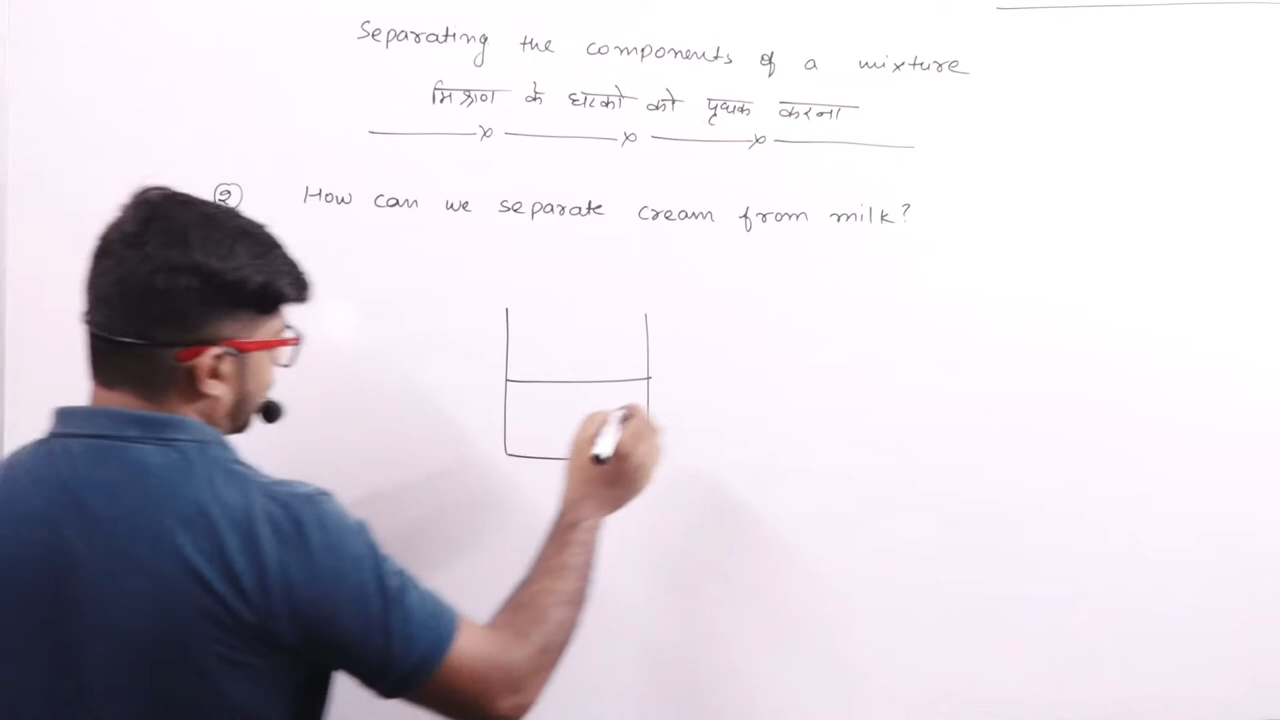 Separating the components of a mixture
मिश्रण के घटको को पृथक करना
② How can we separate cream from milk?